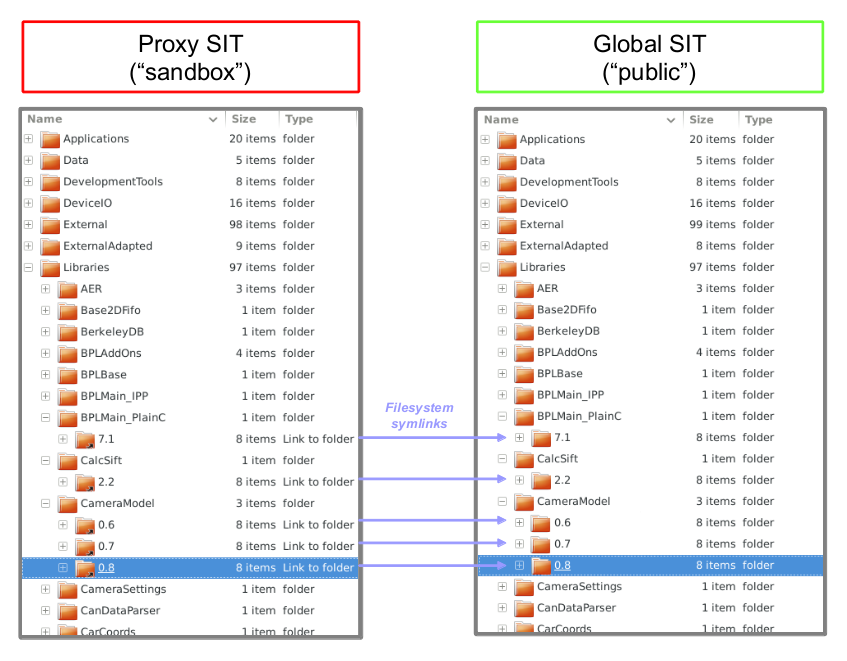 Proxy SIT
(“sandbox”)
Global SIT
(“public”)
Name Size Type
Applications 20 items folder
Data 5 items folder
DevelopmentTools 8 items folder
DeviceIO 16 items folder
External 98 items folder
ExternalAdapted 9 items folder
Libraries 97 items folder
AER 3 items folder
Base2DFifo 1 item folder
BerkeleyDB 1 item folder
BPLAddOns 4 items folder
BPLBase 1 item folder
BPLMain_IPP 1 item folder
BPLMain_PlainC 1 item folder
7.1 8 items Link to folder
CalcSift 1 item folder
2.2 8 items Link to folder
CameraModel 3 items folder
0.6 8 items Link to folder
0.7 8 items Link to folder
0.8 8 items Link to folder
CameraSettings 1 item folder
CanDataParser 1 item folder
CarCoords 1 item folder
Filesystem
symlinks
Name Size Type
Applications 20 items folder
Data 5 items folder
DevelopmentTools 8 items folder
DeviceIO 16 items folder
External 99 items folder
ExternalAdapted 8 items folder
Libraries 97 items folder
AER 3 items folder
Base2DFifo 1 item folder
BerkeleyDB 1 item folder
BPLAddOns 4 items folder
BPLBase 1 item folder
BPLMain_IPP 1 item folder
BPLMain_PlainC 1 item folder
7.1 8 items folder
CalcSift 1 item folder
2.2 8 items folder
CameraModel 3 items folder
0.6 8 items folder
0.7 8 items folder
0.8 8 items folder
CameraSettings 1 item folder
CanDataParser 1 item folder
CarCoords 1 item folder